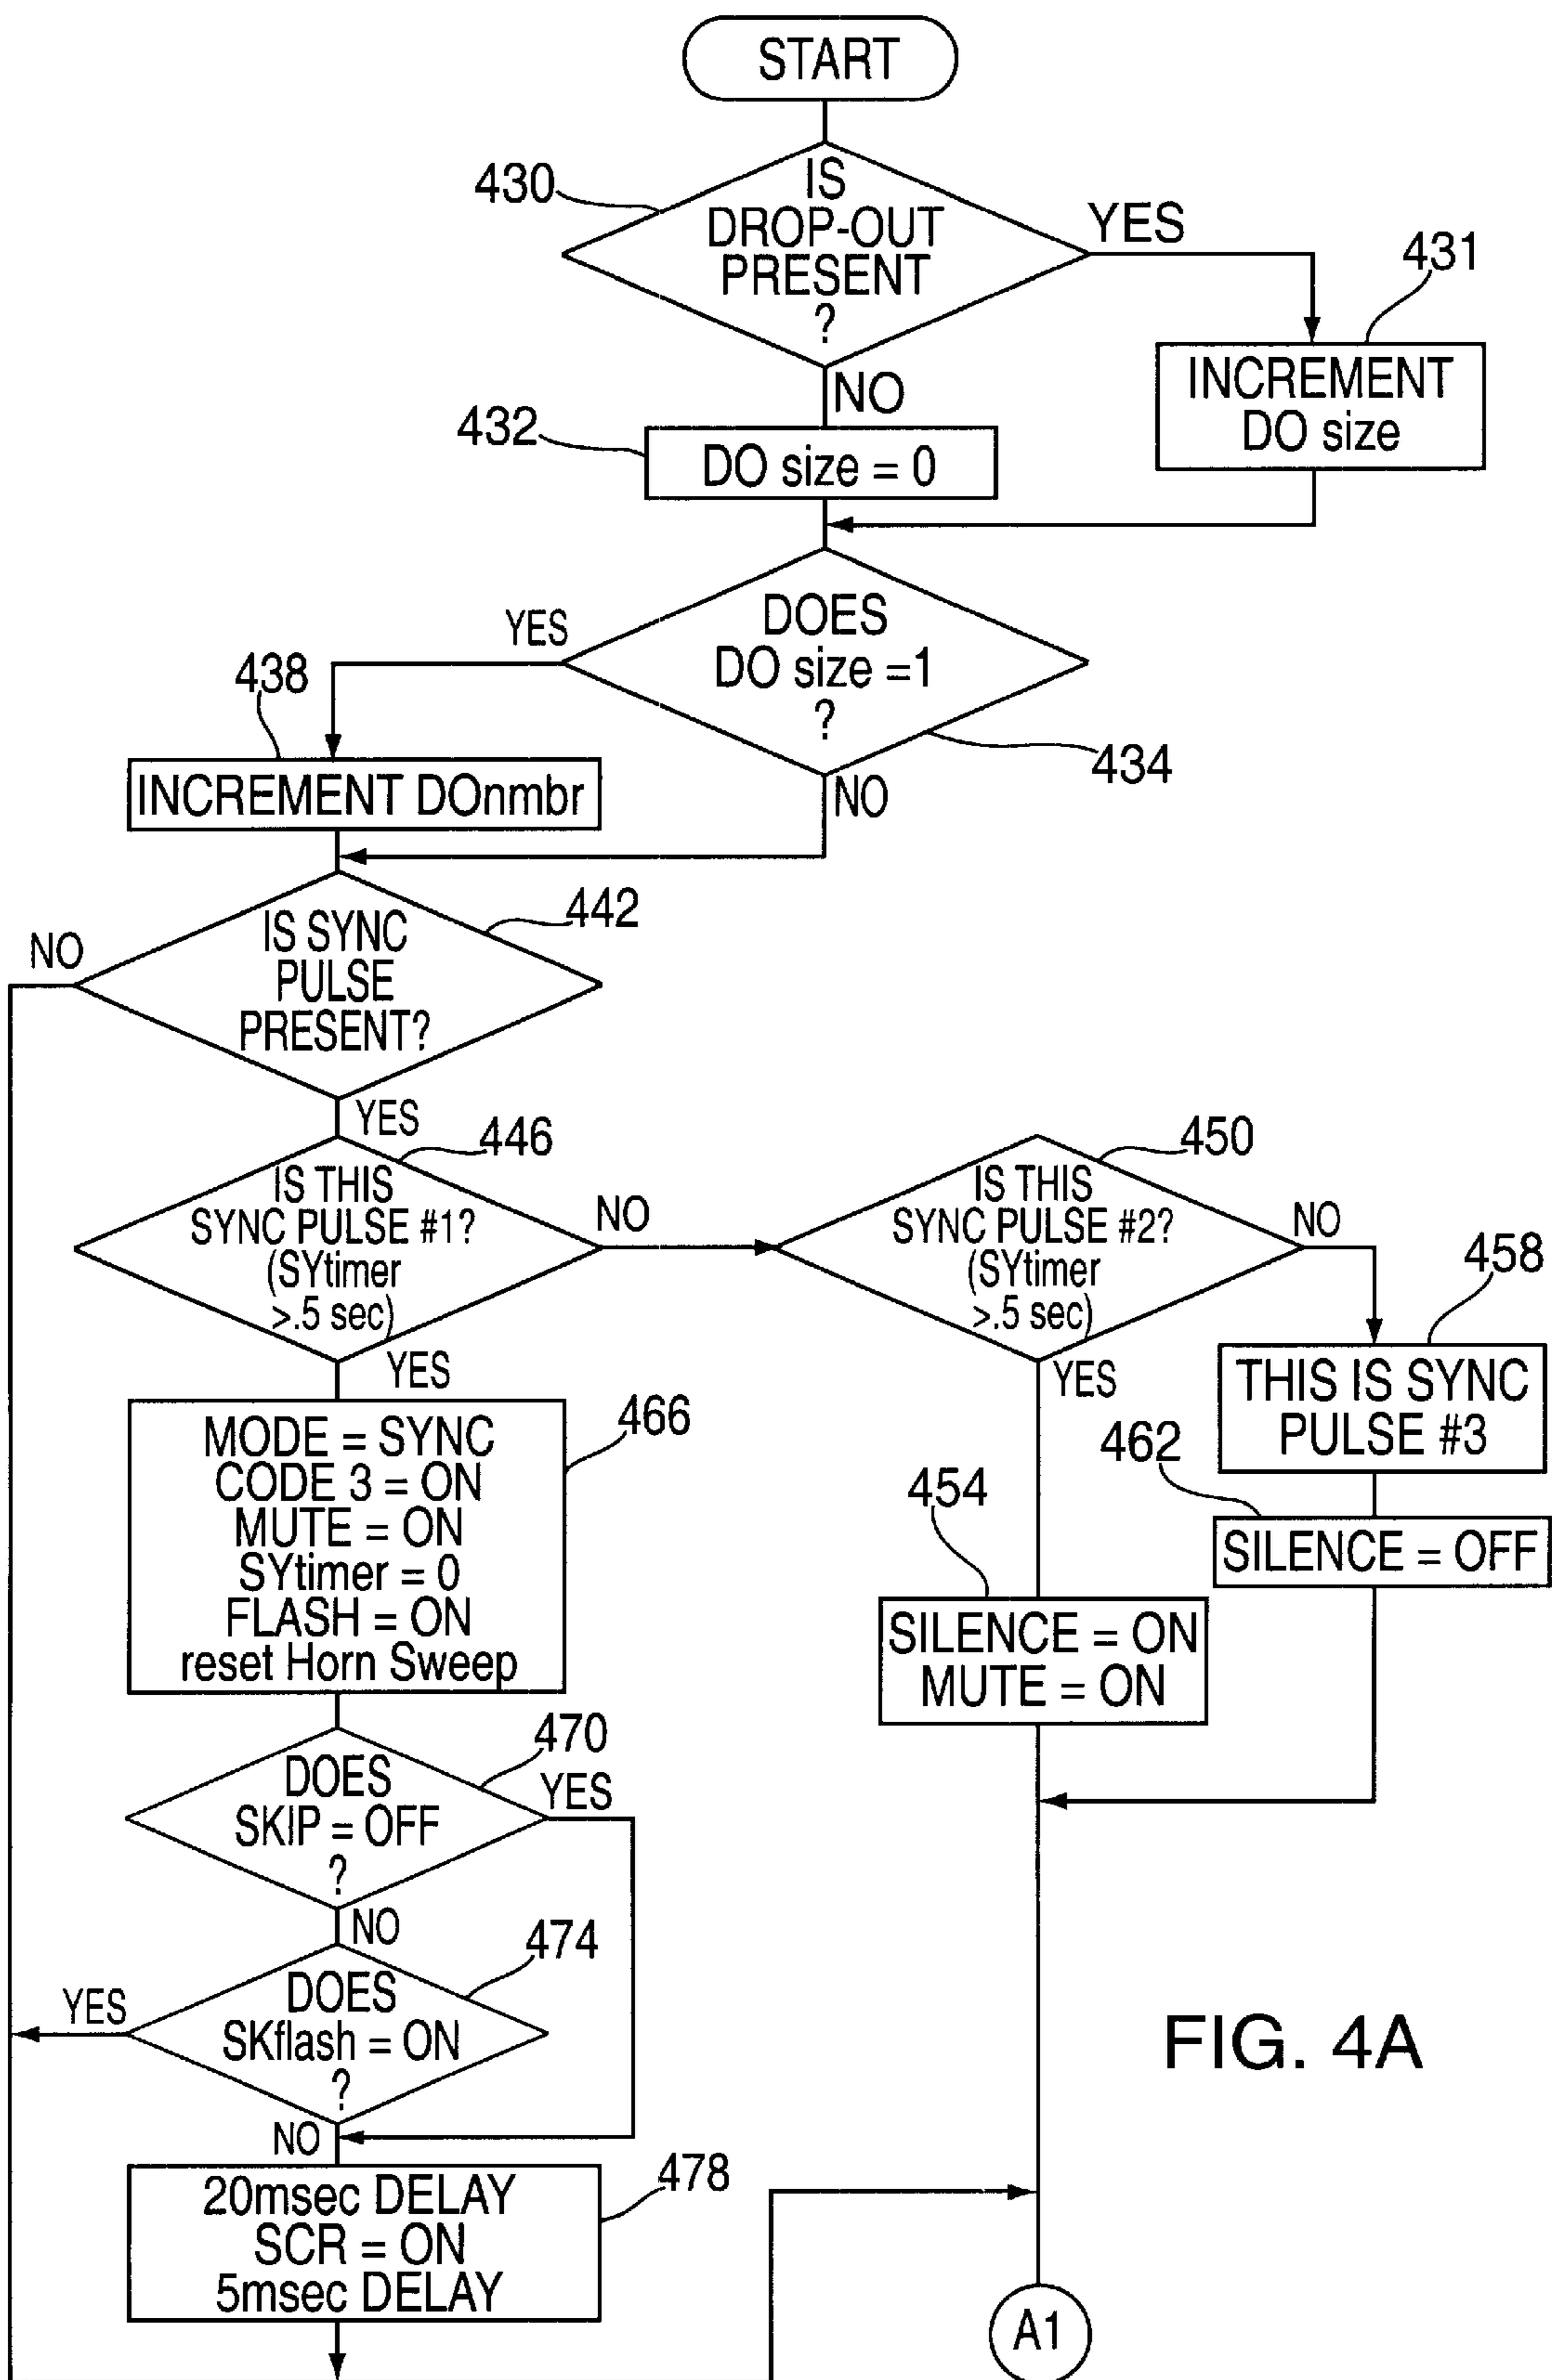 START
430
IS
DROP-OUT
PRESENT
?
YES
431
INCREMENT
DO size
NO
432
DO size = 0
DOES
DO size =1
?
YES
434
NO
438
INCREMENT DOnmbr
442
IS SYNC
PULSE
PRESENT?
NO
YES
446
IS THIS
SYNC PULSE #1?
(SYtimer
>.5 sec)
NO
450
IS THIS
SYNC PULSE #2?
(SYtimer
>.5 sec)
NO
458
THIS IS SYNC
PULSE #3
462
SILENCE = OFF
YES
454
SILENCE = ON
MUTE = ON
YES
466
MODE = SYNC
CODE 3 = ON
MUTE = ON
SYtimer = 0
FLASH = ON
reset Horn Sweep
470
DOES
SKIP = OFF
?
YES
NO
474
DOES
SKflash = ON
?
YES
NO
478
20msec DELAY
SCR = ON
5msec DELAY
A1
FIG. 4A